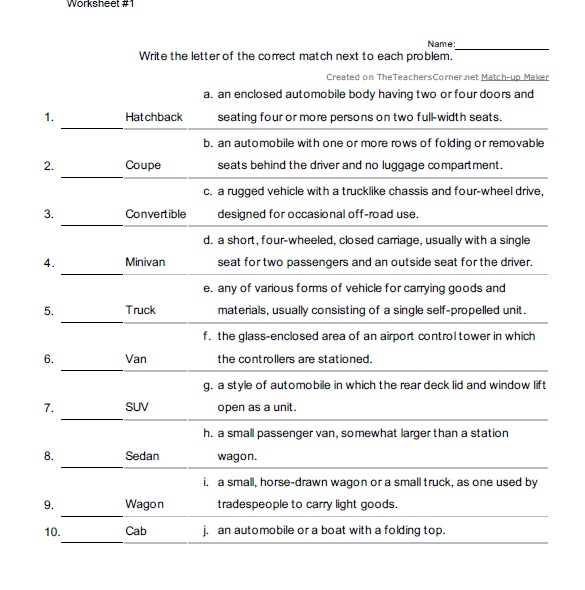 Worksheet #1
Name:
Write the letter of the correct match next to each problem.
Created on TheTeachersCorner.net Match-up Maker
a. an enclosed automobile body having two or four doors and
1. Hatchback seating four or more persons on two full-width seats.
b. an automobile with one or more rows of folding or removable
2. Coupe seats behind the driver and no luggage compartment.
c. a rugged vehicle with a trucklike chassis and four-wheel drive,
3. Convertible designed for occasional off-road use.
d. a short, four-wheeled, closed carriage, usually with a single
4. Minivan seat for two passengers and an outside seat for the driver.
e. any of various forms of vehicle for carrying goods and
5. Truck materials, usually consisting of a single self-propelled unit.
f. the glass-enclosed area of an airport control tower in which
6. Van the controllers are stationed.
g. a style of automobile in which the rear deck lid and window lift
7. SUV open as a unit.
h. a small passenger van, somewhat larger than a station
8. Sedan wagon.
i. a small, horse-drawn wagon or a small truck, as one used by
9. Wagon tradespeople to carry light goods.
10. Cab j. an automobile or a boat with a folding top.